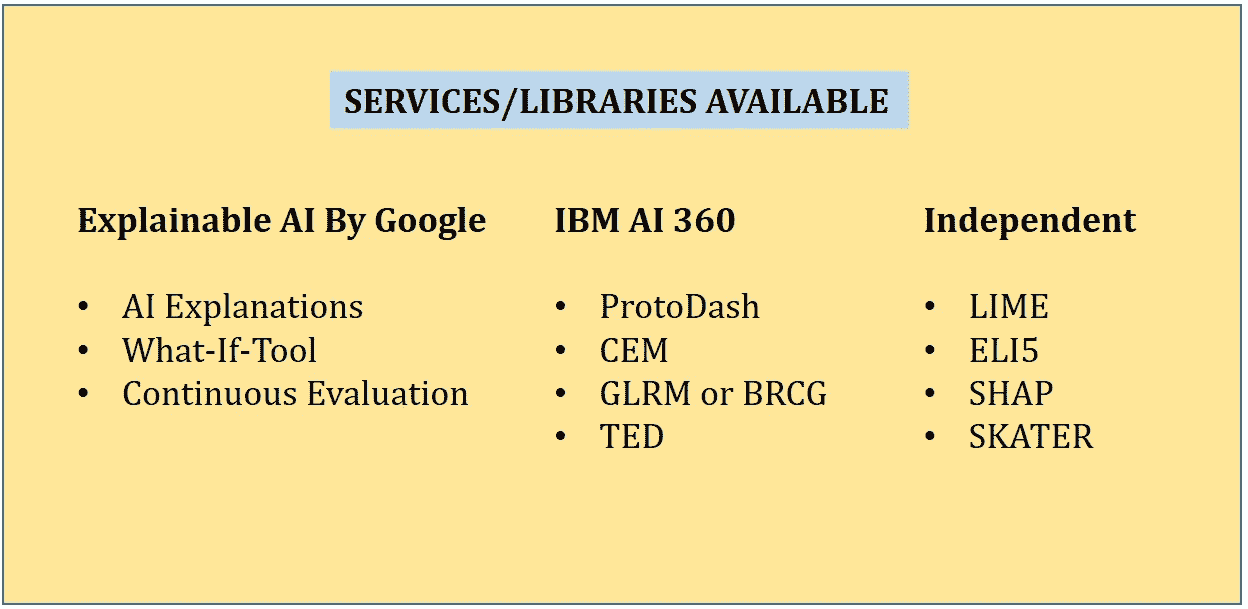 SERVICES/LIBRARIES AVAILABLE
Explainable AI By Google
• AI Explanations
• What-If-Tool
• Continuous Evaluation
IBM AI 360
• ProtoDash
• CEM
• GLRM or BRCG
• TED
Independent
• LIME
• ELI5
• SHAP
• SKATER